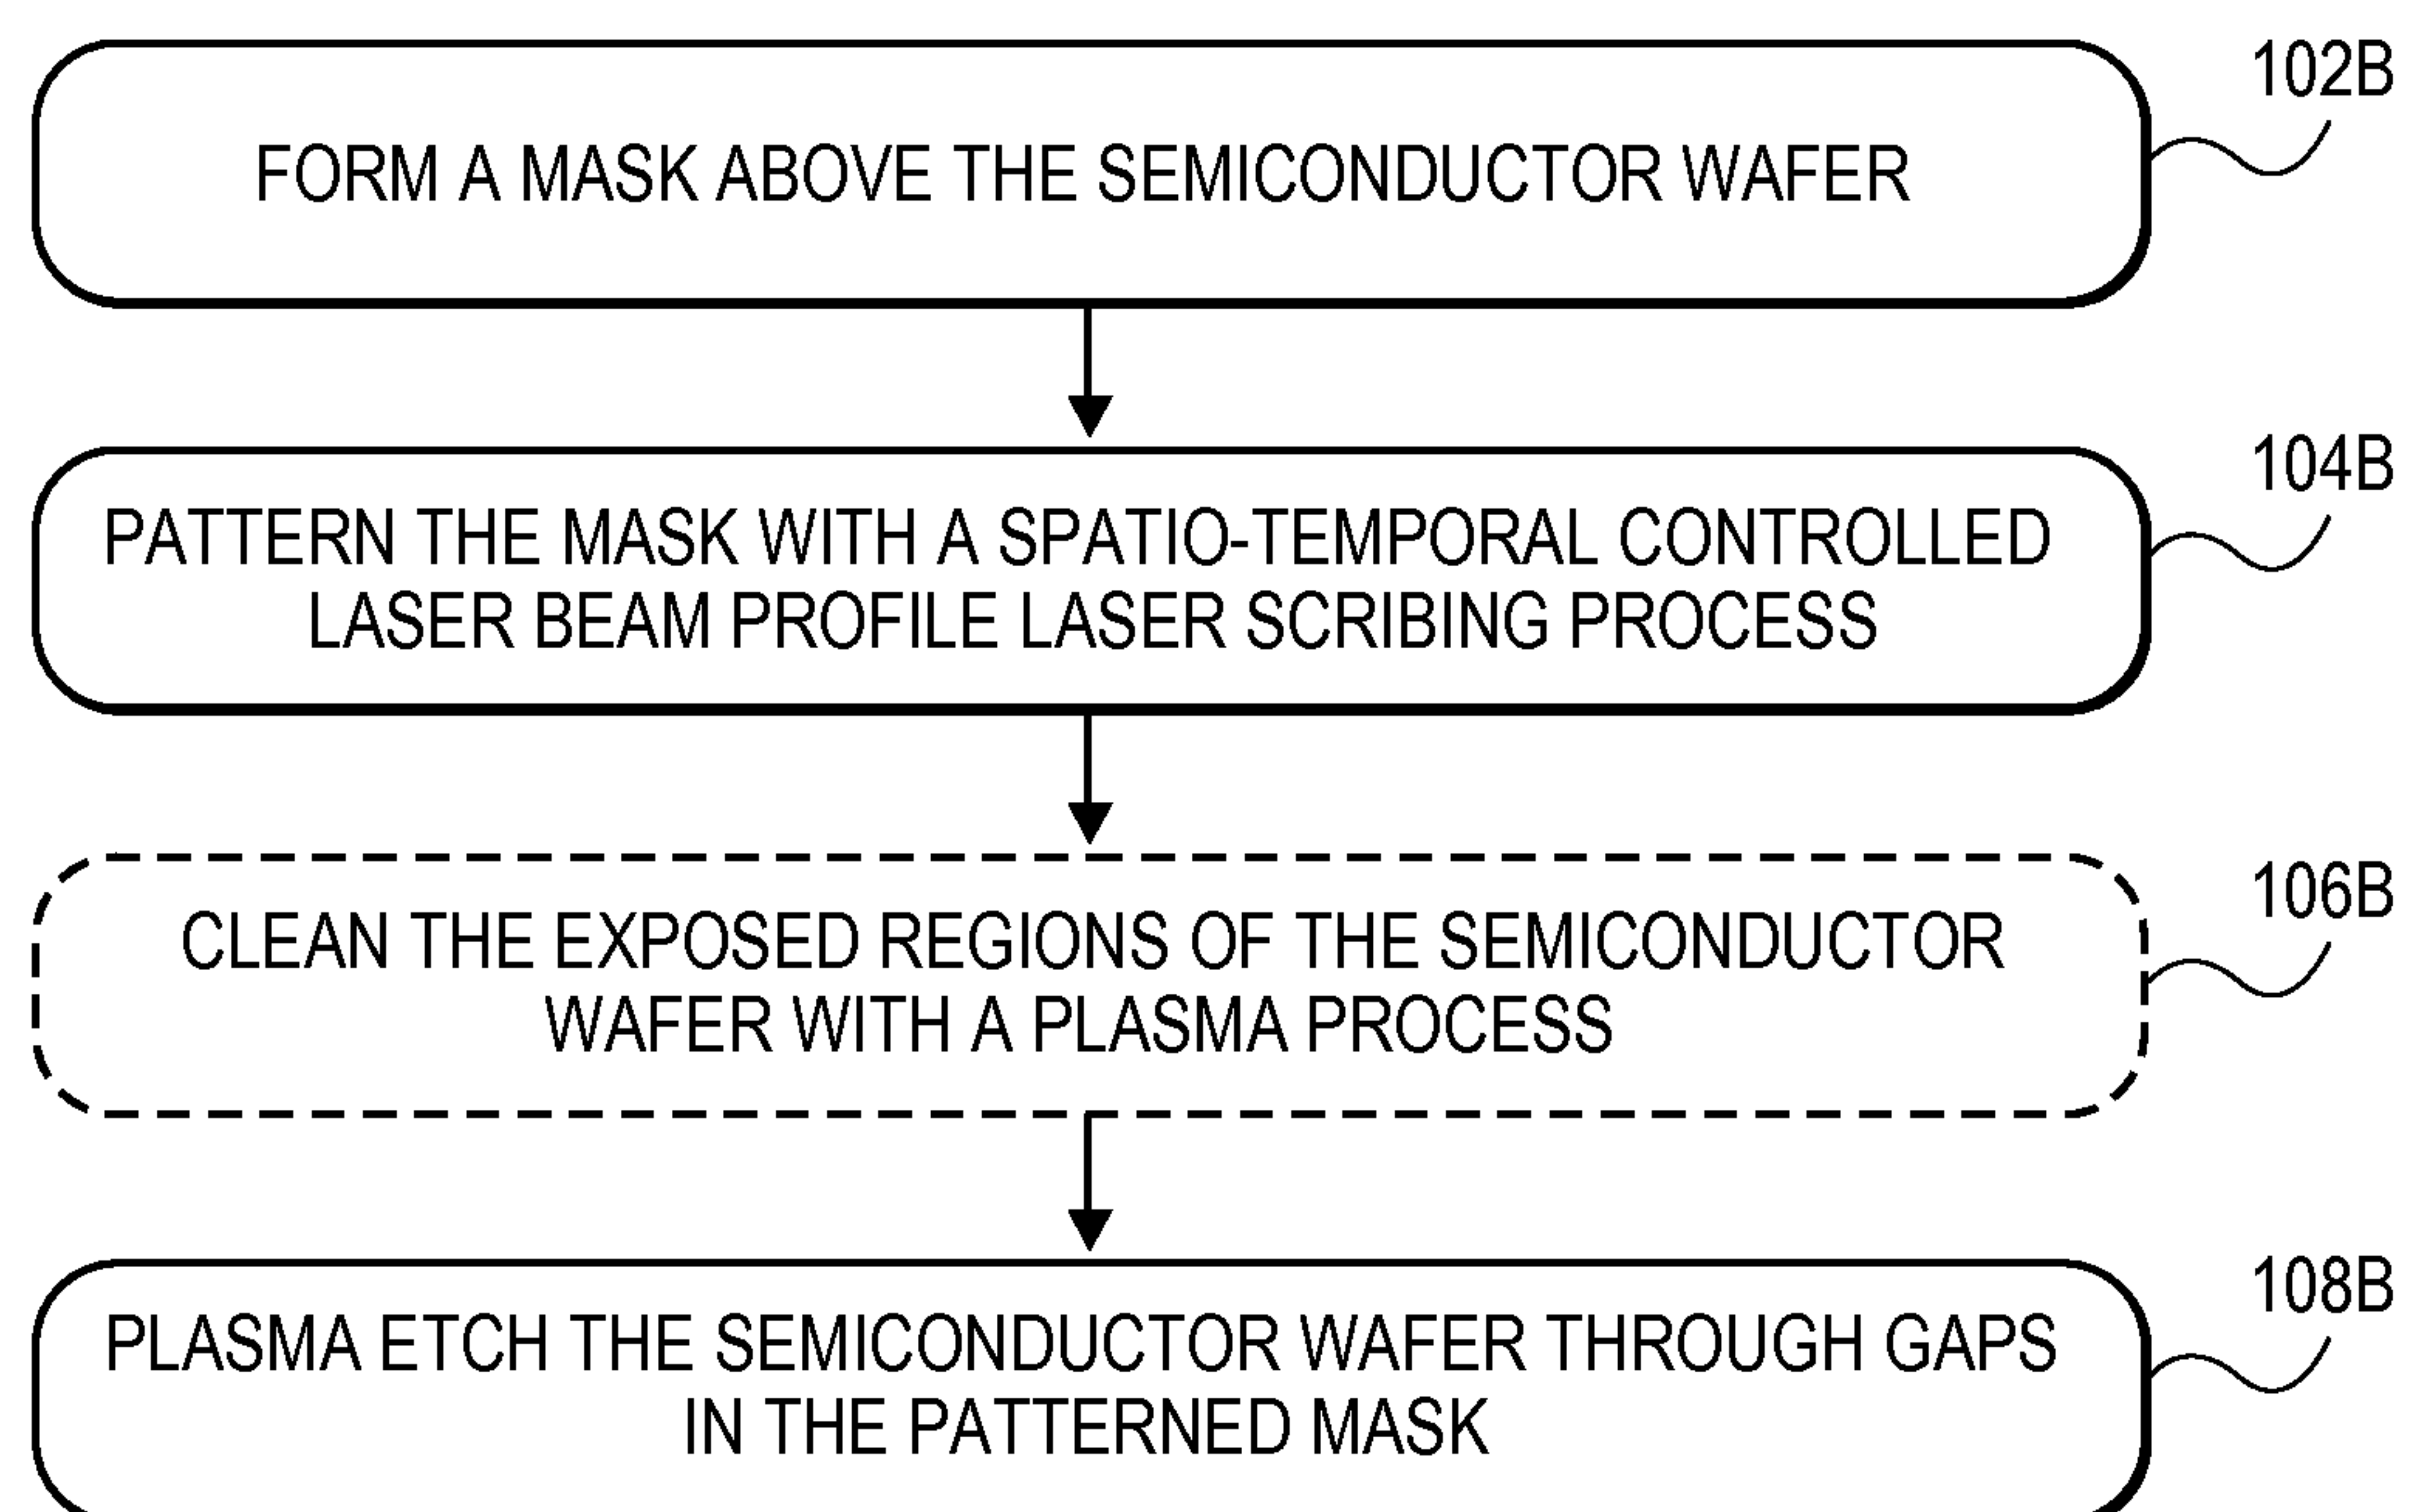 102B
FORM A MASK ABOVE THE SEMICONDUCTOR WAFER
104B
PATTERN THE MASK WITH A SPATIO-TEMPORAL CONTROLLED
LASER BEAM PROFILE LASER SCRIBING PROCESS
106B
CLEAN THE EXPOSED REGIONS OF THE SEMICONDUCTOR
WAFER WITH A PLASMA PROCESS
108B
PLASMA ETCH THE SEMICONDUCTOR WAFER THROUGH GAPS
IN THE PATTERNED MASK